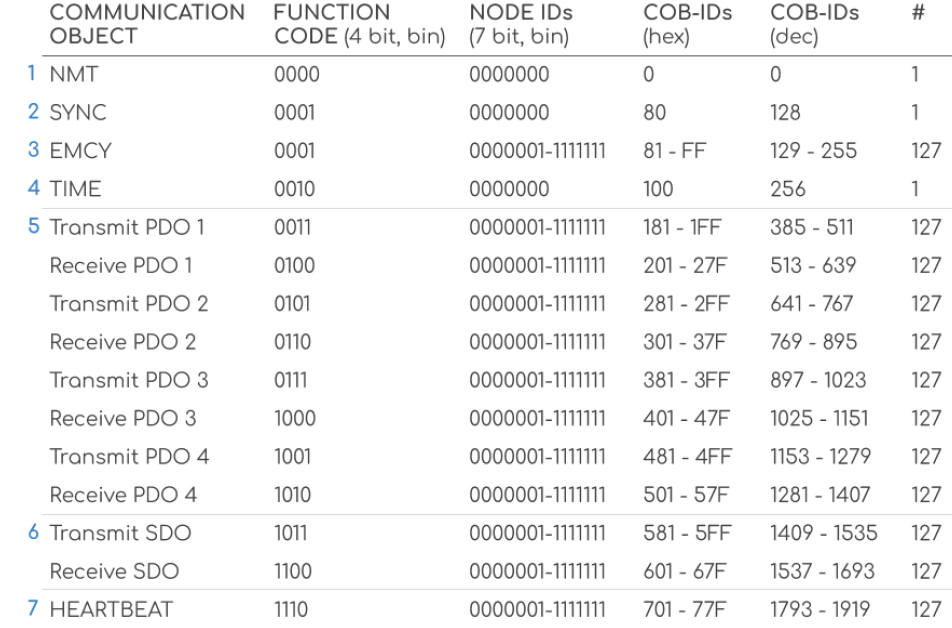 COMMUNICATION OBJECT FUNCTION CODE (4 bit, bin) NODE IDs (7 bit, bin) COB-IDs (hex) COB-IDs (dec) #
1 NMT 0000 0000000 0 0 1
2 SYNC 0001 0000000 80 128 1
3 EMCY 0001 0000001-1111111 81 - FF 129 - 255 127
4 TIME 0010 0000000 100 256 1
5 Transmit PDO 1 0011 0000001-1111111 181 - 1FF 385 - 511 127
Receive PDO 1 0100 0000001-1111111 201 - 27F 513 - 639 127
Transmit PDO 2 0101 0000001-1111111 281 - 2FF 641 - 767 127
Receive PDO 2 0110 0000001-1111111 301 - 37F 769 - 895 127
Transmit PDO 3 0111 0000001-1111111 381 - 3FF 897 - 1023 127
Receive PDO 3 1000 0000001-1111111 401 - 47F 1025 - 1151 127
Transmit PDO 4 1001 0000001-1111111 481 - 4FF 1153 - 1279 127
Receive PDO 4 1010 0000001-1111111 501 - 57F 1281 - 1407 127
6 Transmit SDO 1011 0000001-1111111 581 - 5FF 1409 - 1535 127
Receive SDO 1100 0000001-1111111 601 - 67F 1537 - 1693 127
7 HEARTBEAT 1110 0000001-1111111 701 - 77F 1793 - 1919 127